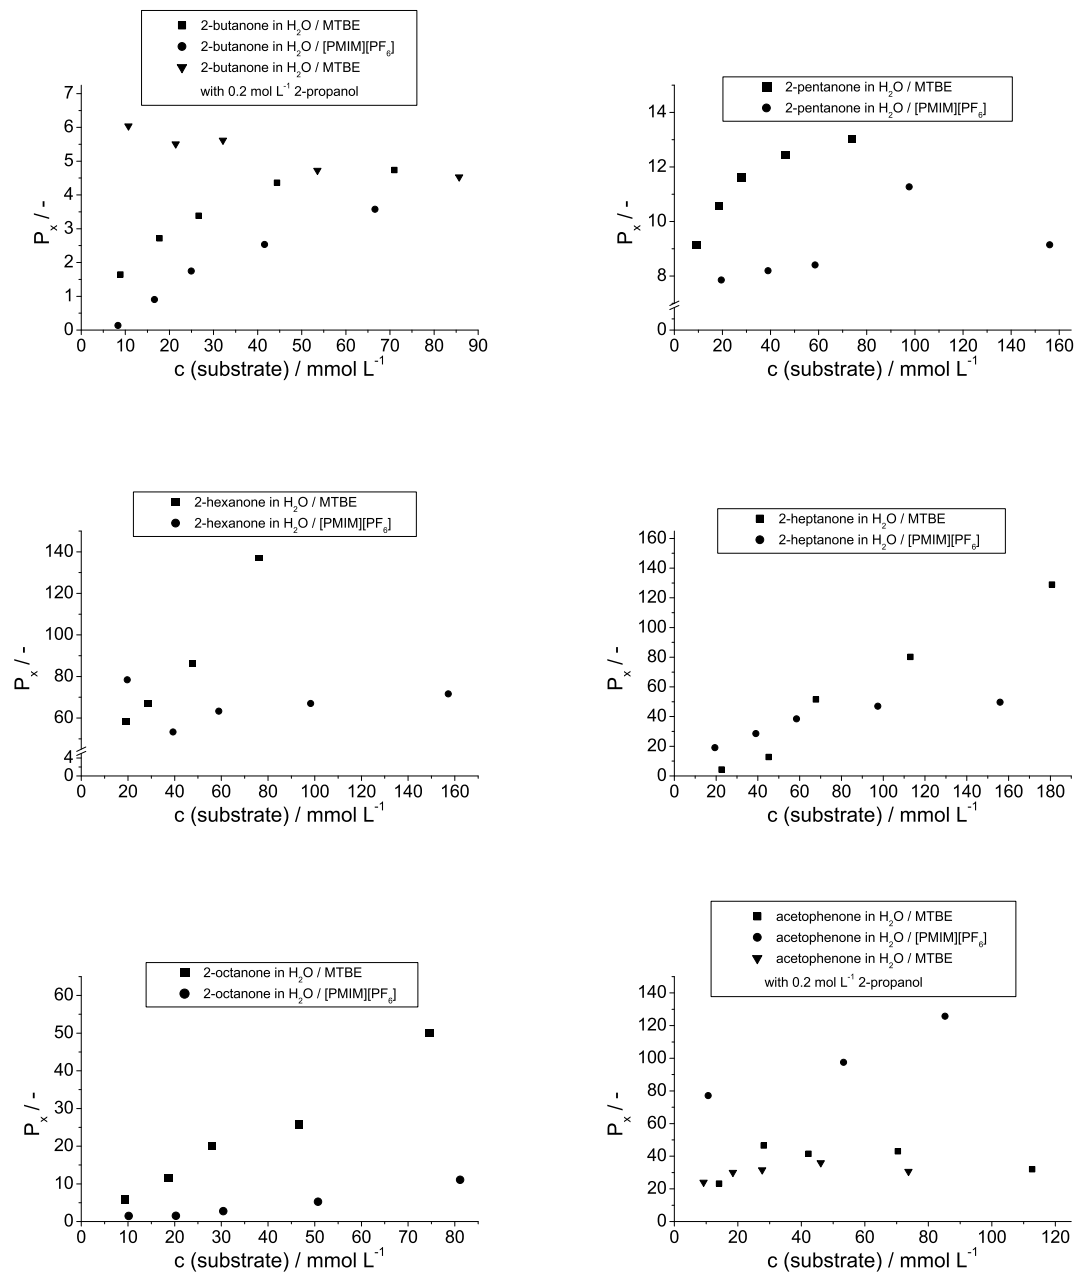 2-butanone in H₂O / MTBE
2-butanone in H₂O / [PMIM][PF₆]
2-butanone in H₂O / MTBE
with 0.2 mol L⁻¹ 2-propanol
7
6
5
4
3
2
1
0
Pₓ / -
0 10 20 30 40 50 60 70 80 90
c (substrate) / mmol L⁻¹
2-pentanone in H₂O / MTBE
2-pentanone in H₂O / [PMIM][PF₆]
14
12
10
8
0
Pₓ / -
0 20 40 60 80 100 120 140 160
c (substrate) / mmol L⁻¹
2-hexanone in H₂O / MTBE
2-hexanone in H₂O / [PMIM][PF₆]
140
120
100
80
60
4
0
Pₓ / -
0 20 40 60 80 100 120 140 160
c (substrate) / mmol L⁻¹
2-heptanone in H₂O / MTBE
2-heptanone in H₂O / [PMIM][PF₆]
160
140
120
100
80
60
40
20
0
Pₓ / -
0 20 40 60 80 100 120 140 160 180
c (substrate) / mmol L⁻¹
2-octanone in H₂O / MTBE
2-octanone in H₂O / [PMIM][PF₆]
60
50
40
30
20
10
0
Pₓ / -
0 10 20 30 40 50 60 70 80
c (substrate) / mmol L⁻¹
acetophenone in H₂O / MTBE
acetophenone in H₂O / [PMIM][PF₆]
acetophenone in H₂O / MTBE
with 0.2 mol L⁻¹ 2-propanol
140
120
100
80
60
40
20
0
Pₓ / -
0 20 40 60 80 100 120
c (substrate) / mmol L⁻¹